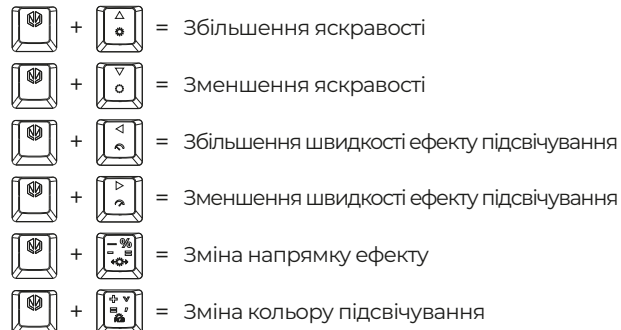 + = Збільшення яскравості
+ = Зменшення яскравості
+ = Збільшення швидкості ефекту підсвічування
+ = Зменшення швидкості ефекту підсвічування
+ = Зміна напрямку ефекту
+ = Зміна кольору підсвічування